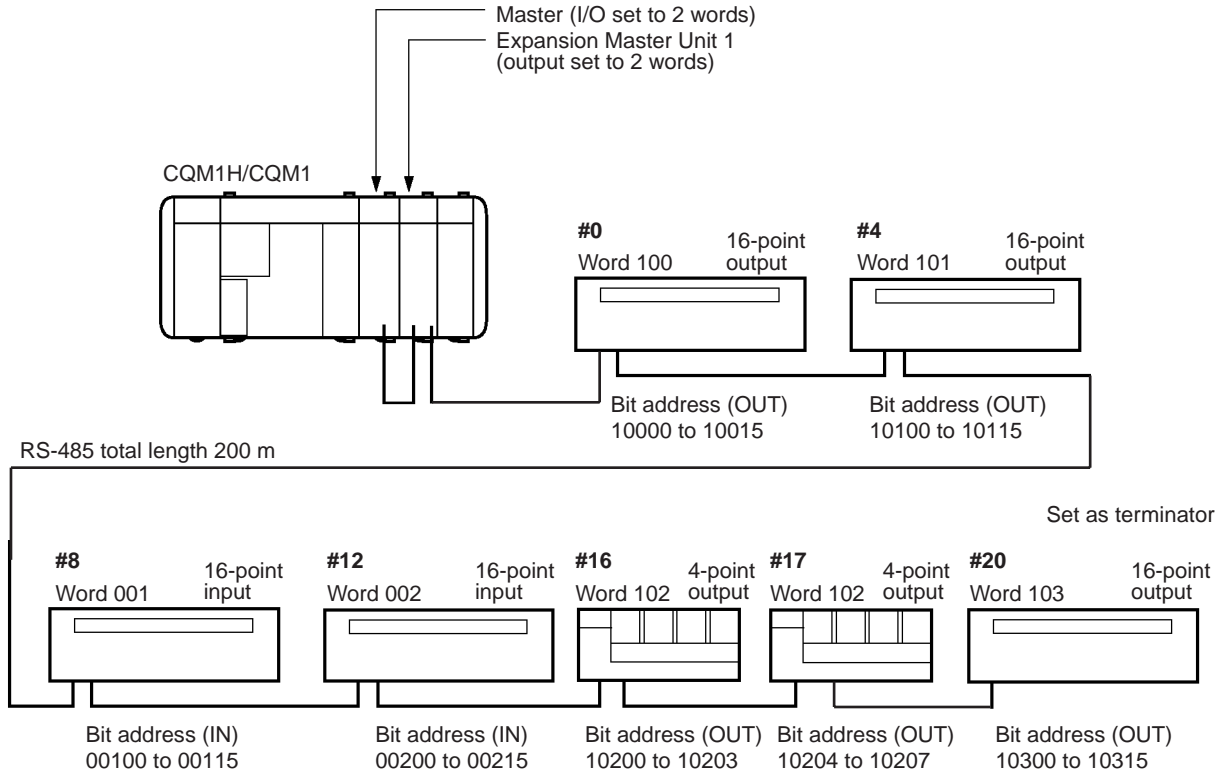 Master (I/O set to 2 words)
Expansion Master Unit 1
(output set to 2 words)
CQM1H/CQM1
#0
Word 100
16-point
output
#4
Word 101
16-point
output
Bit address (OUT)
10000 to 10015
Bit address (OUT)
10100 to 10115
RS-485 total length 200 m
Set as terminator
#8
Word 001
16-point
input
#12
Word 002
16-point
input
#16
Word 102
4-point
output
#17
Word 102
4-point
output
#20
Word 103
16-point
output
Bit address (IN)
00100 to 00115
Bit address (IN)
00200 to 00215
Bit address (OUT)
10200 to 10203
Bit address (OUT)
10204 to 10207
Bit address (OUT)
10300 to 10315